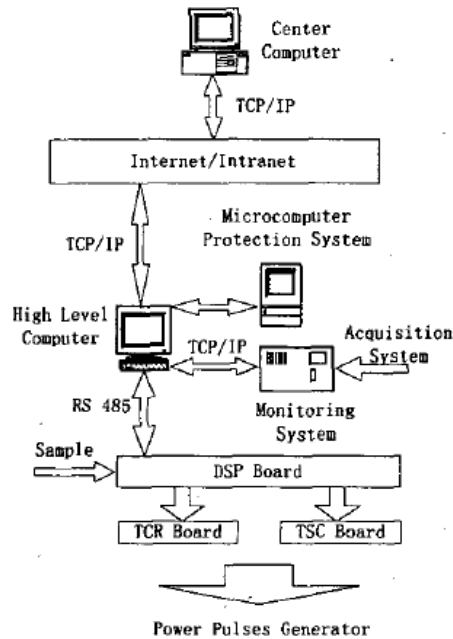 Center
Computer
TCP/IP
Internet/Intranet
Microcomputer
Protection System
TCP/IP
High Level
Computer
TCP/IP
Acquisition
System
RS 485
Monitoring
System
Sample
DSP Board
TCR Board
TSC Board
Power Pulses Generator